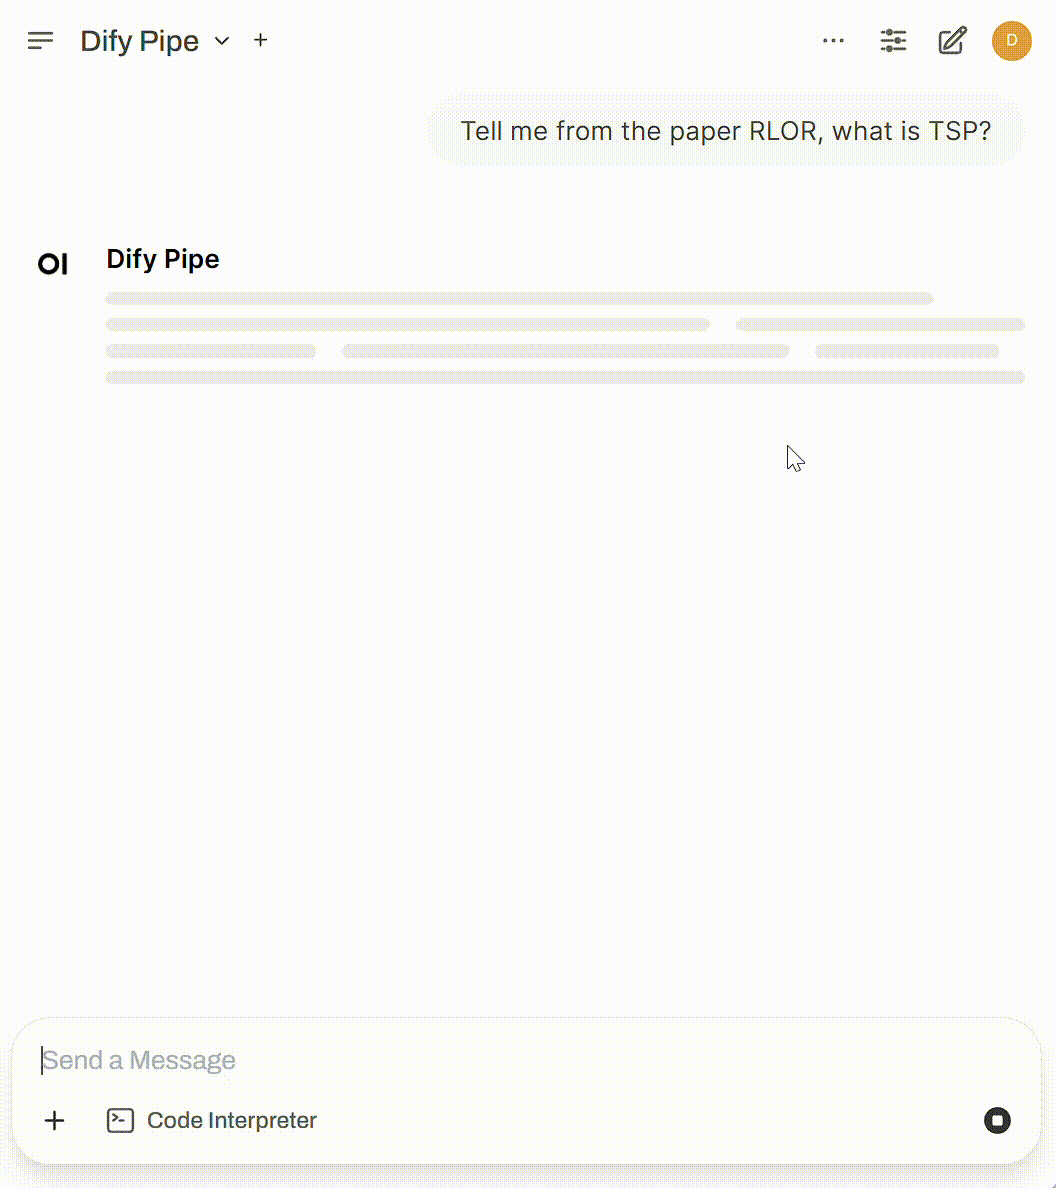 Dify Pipe
D
Tell me from the paper RLOR, what is TSP?
OI
Dify Pipe
Send a Message
Code Interpreter